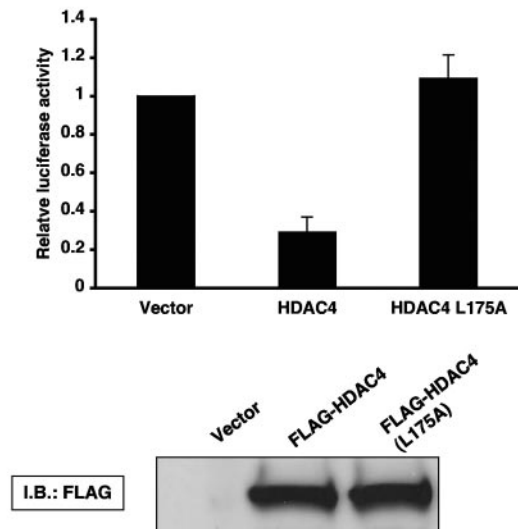 1.4
1.2
1
0.8
0.6
0.4
0.2
0
Relatve luciferase activity
Vector HDAC4 HDAC4 L175A
Vector
FLAG-HDAC4
FLAG-HDAC4
(L175A)
I.B.: FLAG